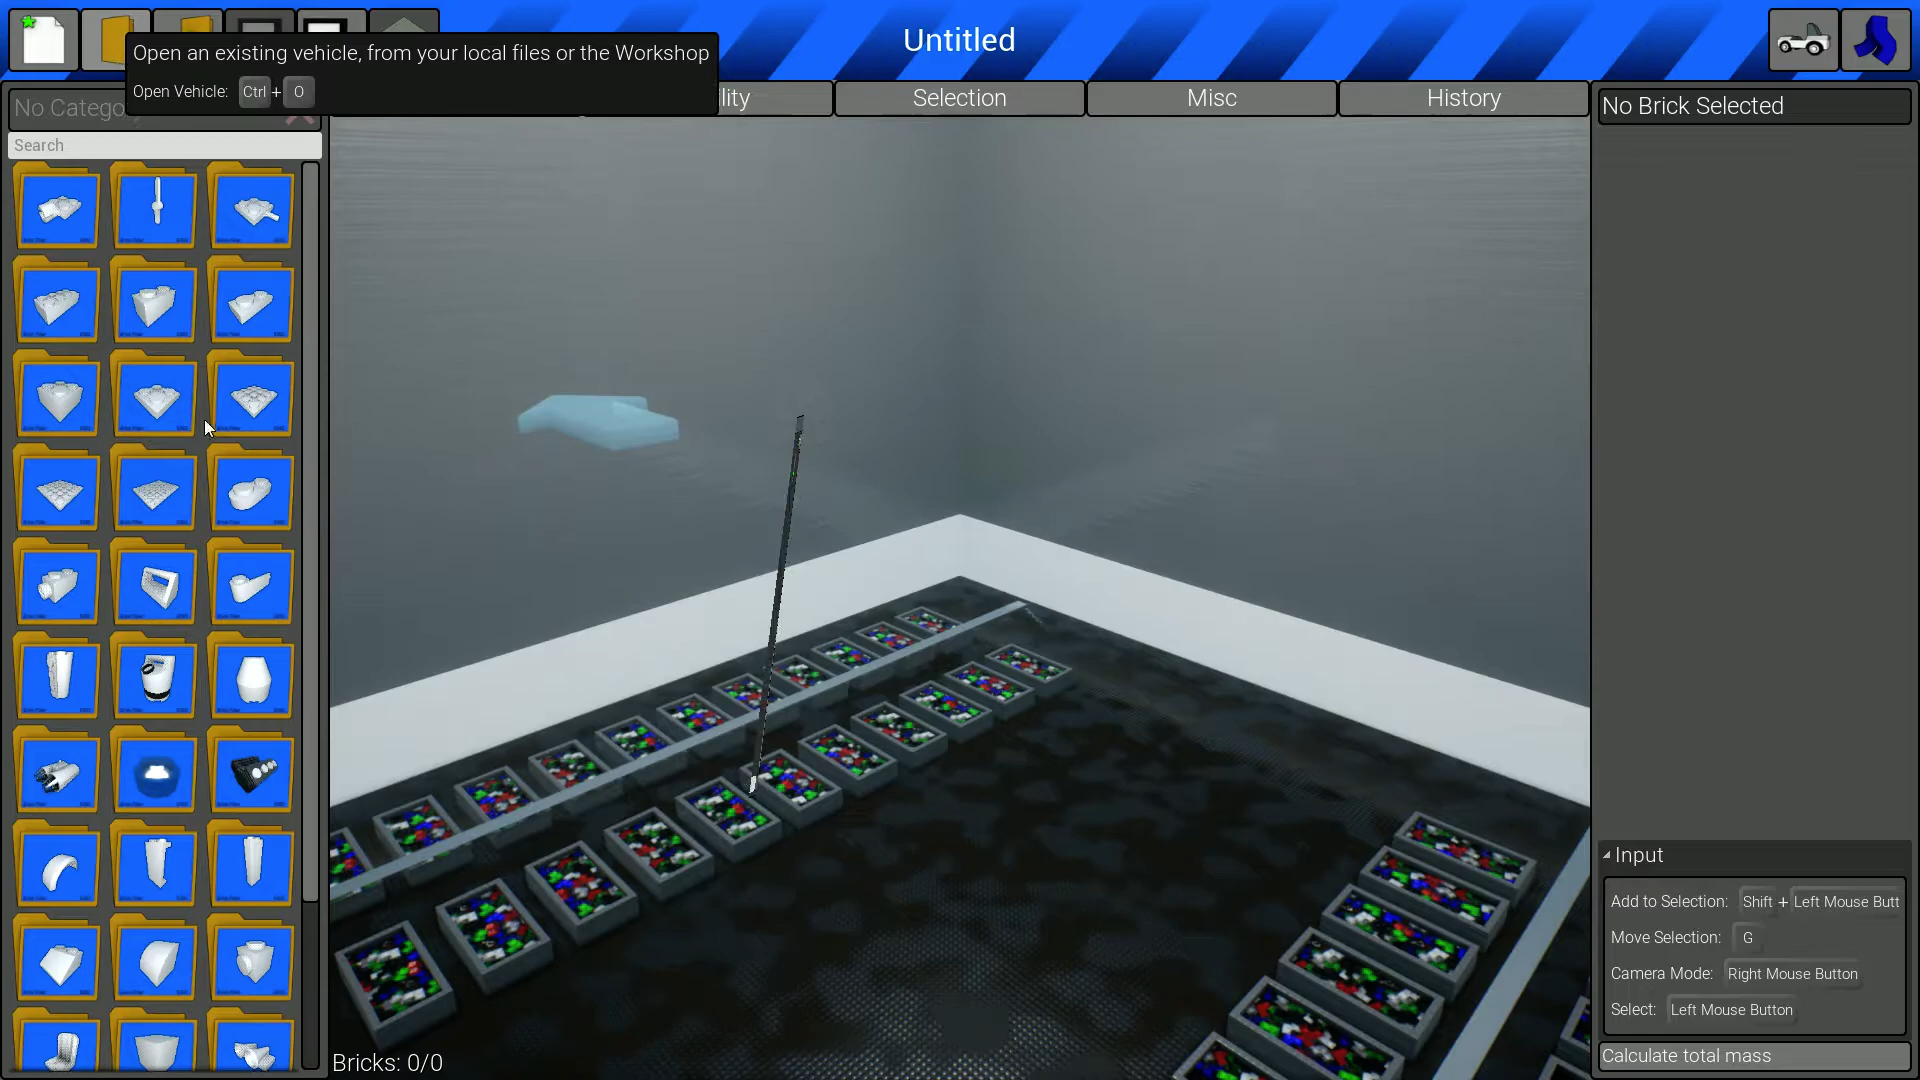 Untitled
Open an existing vehicle, from your local files or the Workshop
Open Vehicle: Ctrl + O
lity
Selection
Misc
History
No Catego
Search
No Brick Selected
Input
Add to Selection: Shift + Left Mouse Butt
Move Selection: G
Camera Mode: Right Mouse Button
Select: Left Mouse Button
Calculate total mass
Bricks: 0/0